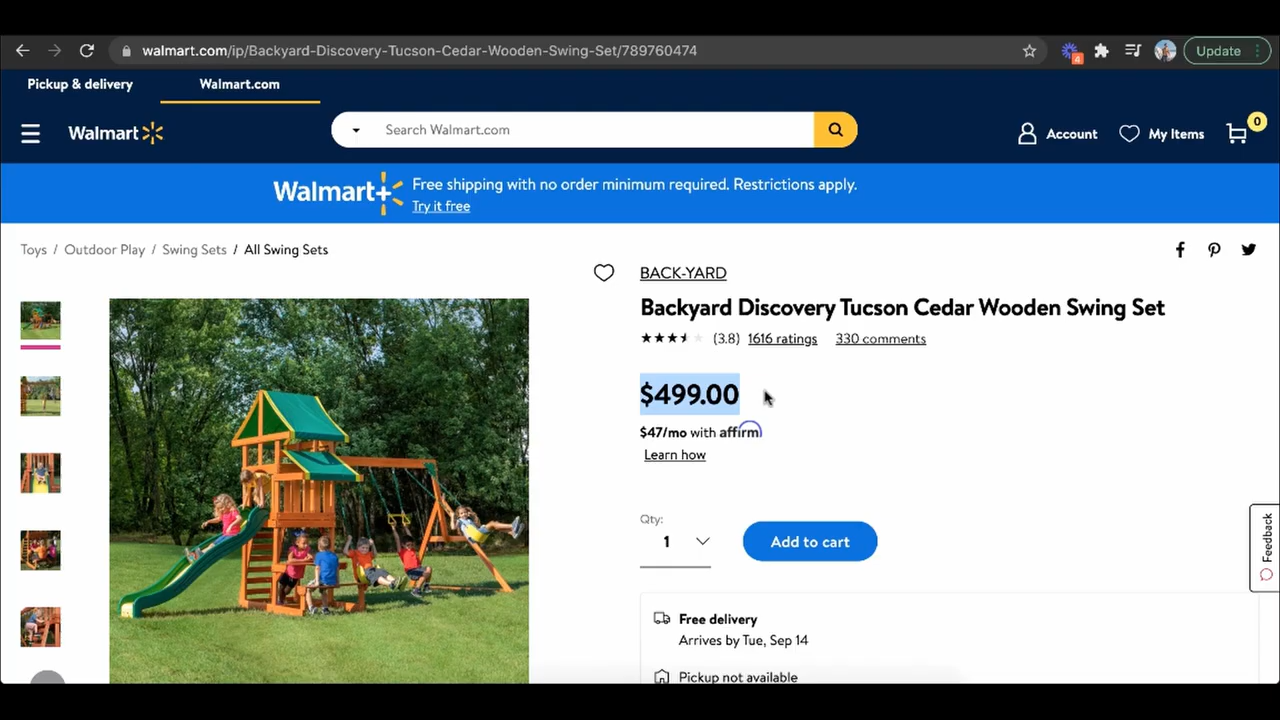 walmart.com/ip/Backyard-Discovery-Tucson-Cedar-Wooden-Swing-Set/789760474
4
Update
Pickup & delivery
Walmart.com
Walmart
Search Walmart.com
Account
My Items
0
Walmart+
Free shipping with no order minimum required. Restrictions apply.
Try it free
Toys / Outdoor Play / Swing Sets / All Swing Sets
BACK-YARD
Backyard Discovery Tucson Cedar Wooden Swing Set
(3.8) 1616 ratings 330 comments
$499.00
$47/mo with affirm
Learn how
Qty:
1
Add to cart
Feedback
Free delivery
Arrives by Tue, Sep 14
Pickup not available